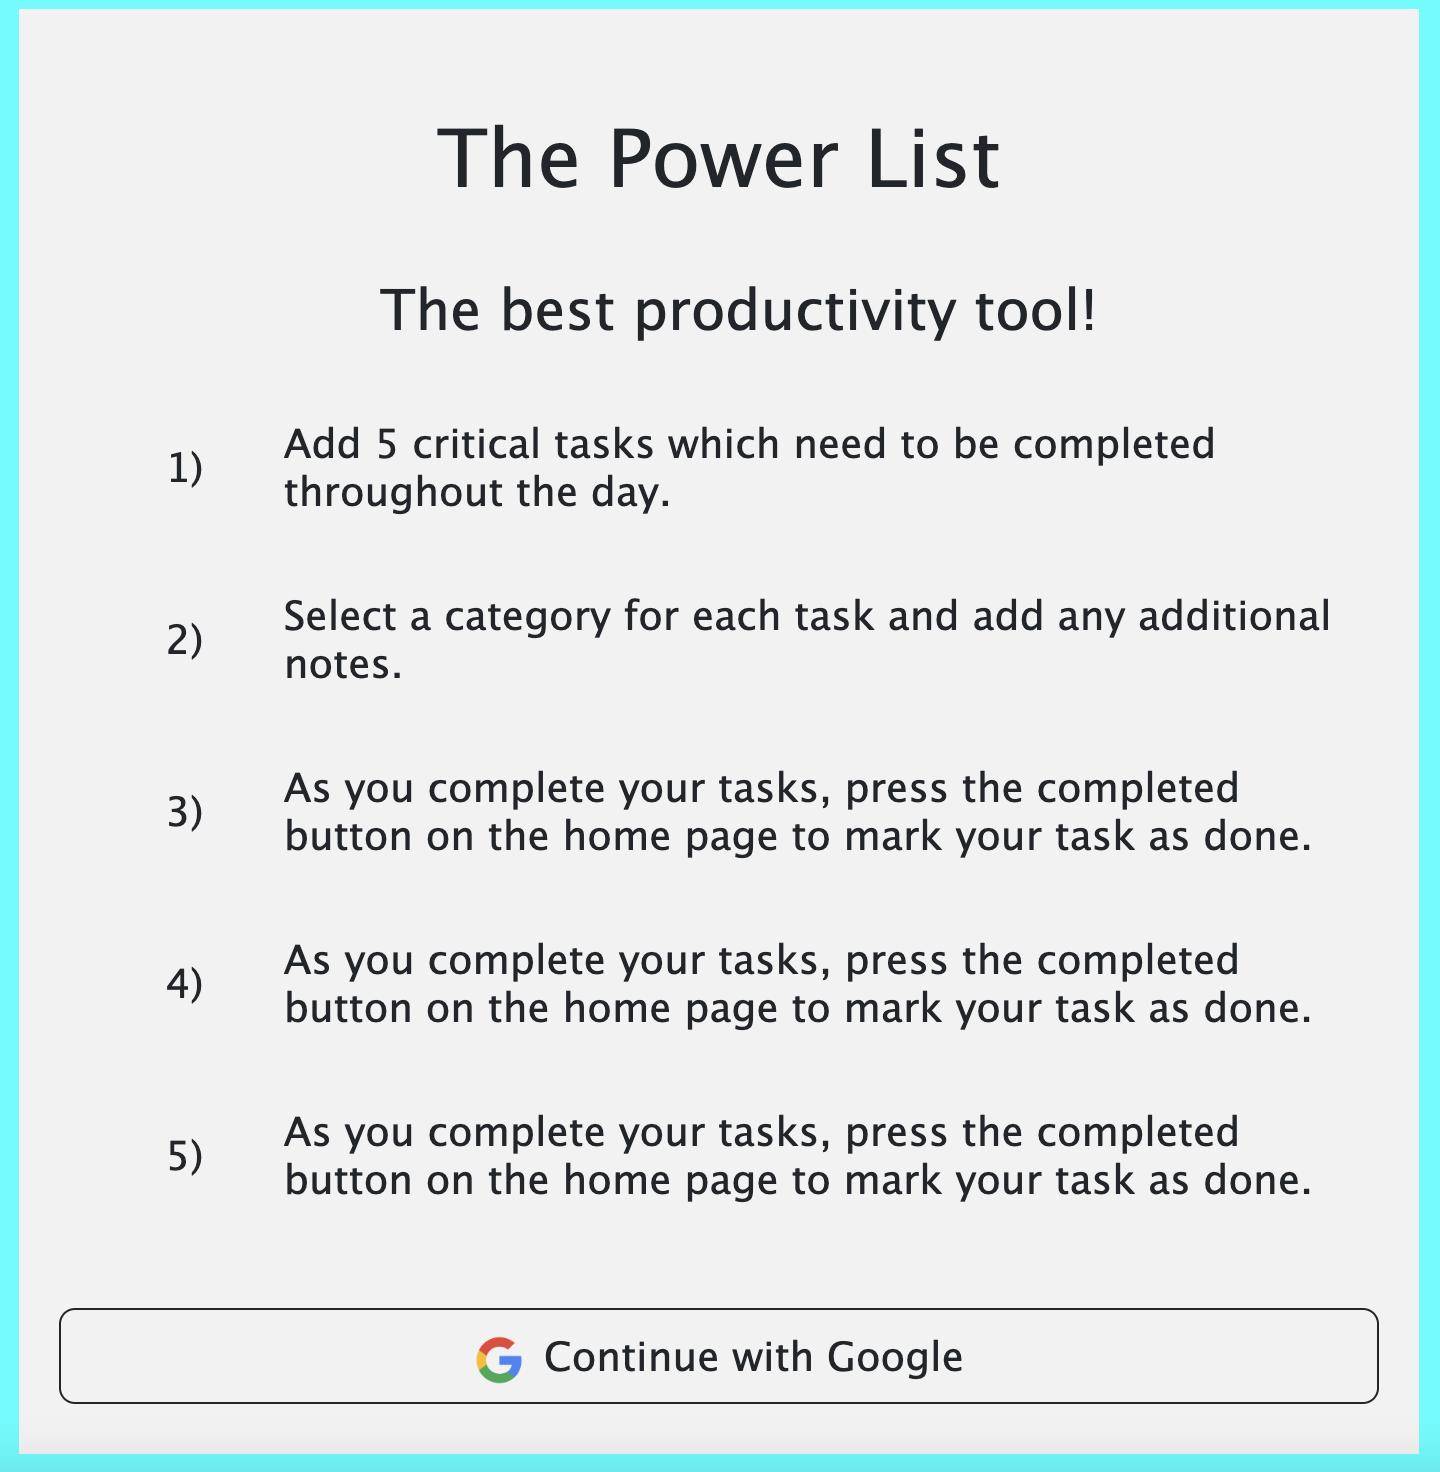 The Power List
The best productivity tool!
1) Add 5 critical tasks which need to be completed
throughout the day.
2) Select a category for each task and add any additional
notes.
3) As you complete your tasks, press the completed
button on the home page to mark your task as done.
4) As you complete your tasks, press the completed
button on the home page to mark your task as done.
5) As you complete your tasks, press the completed
button on the home page to mark your task as done.
Continue with Google